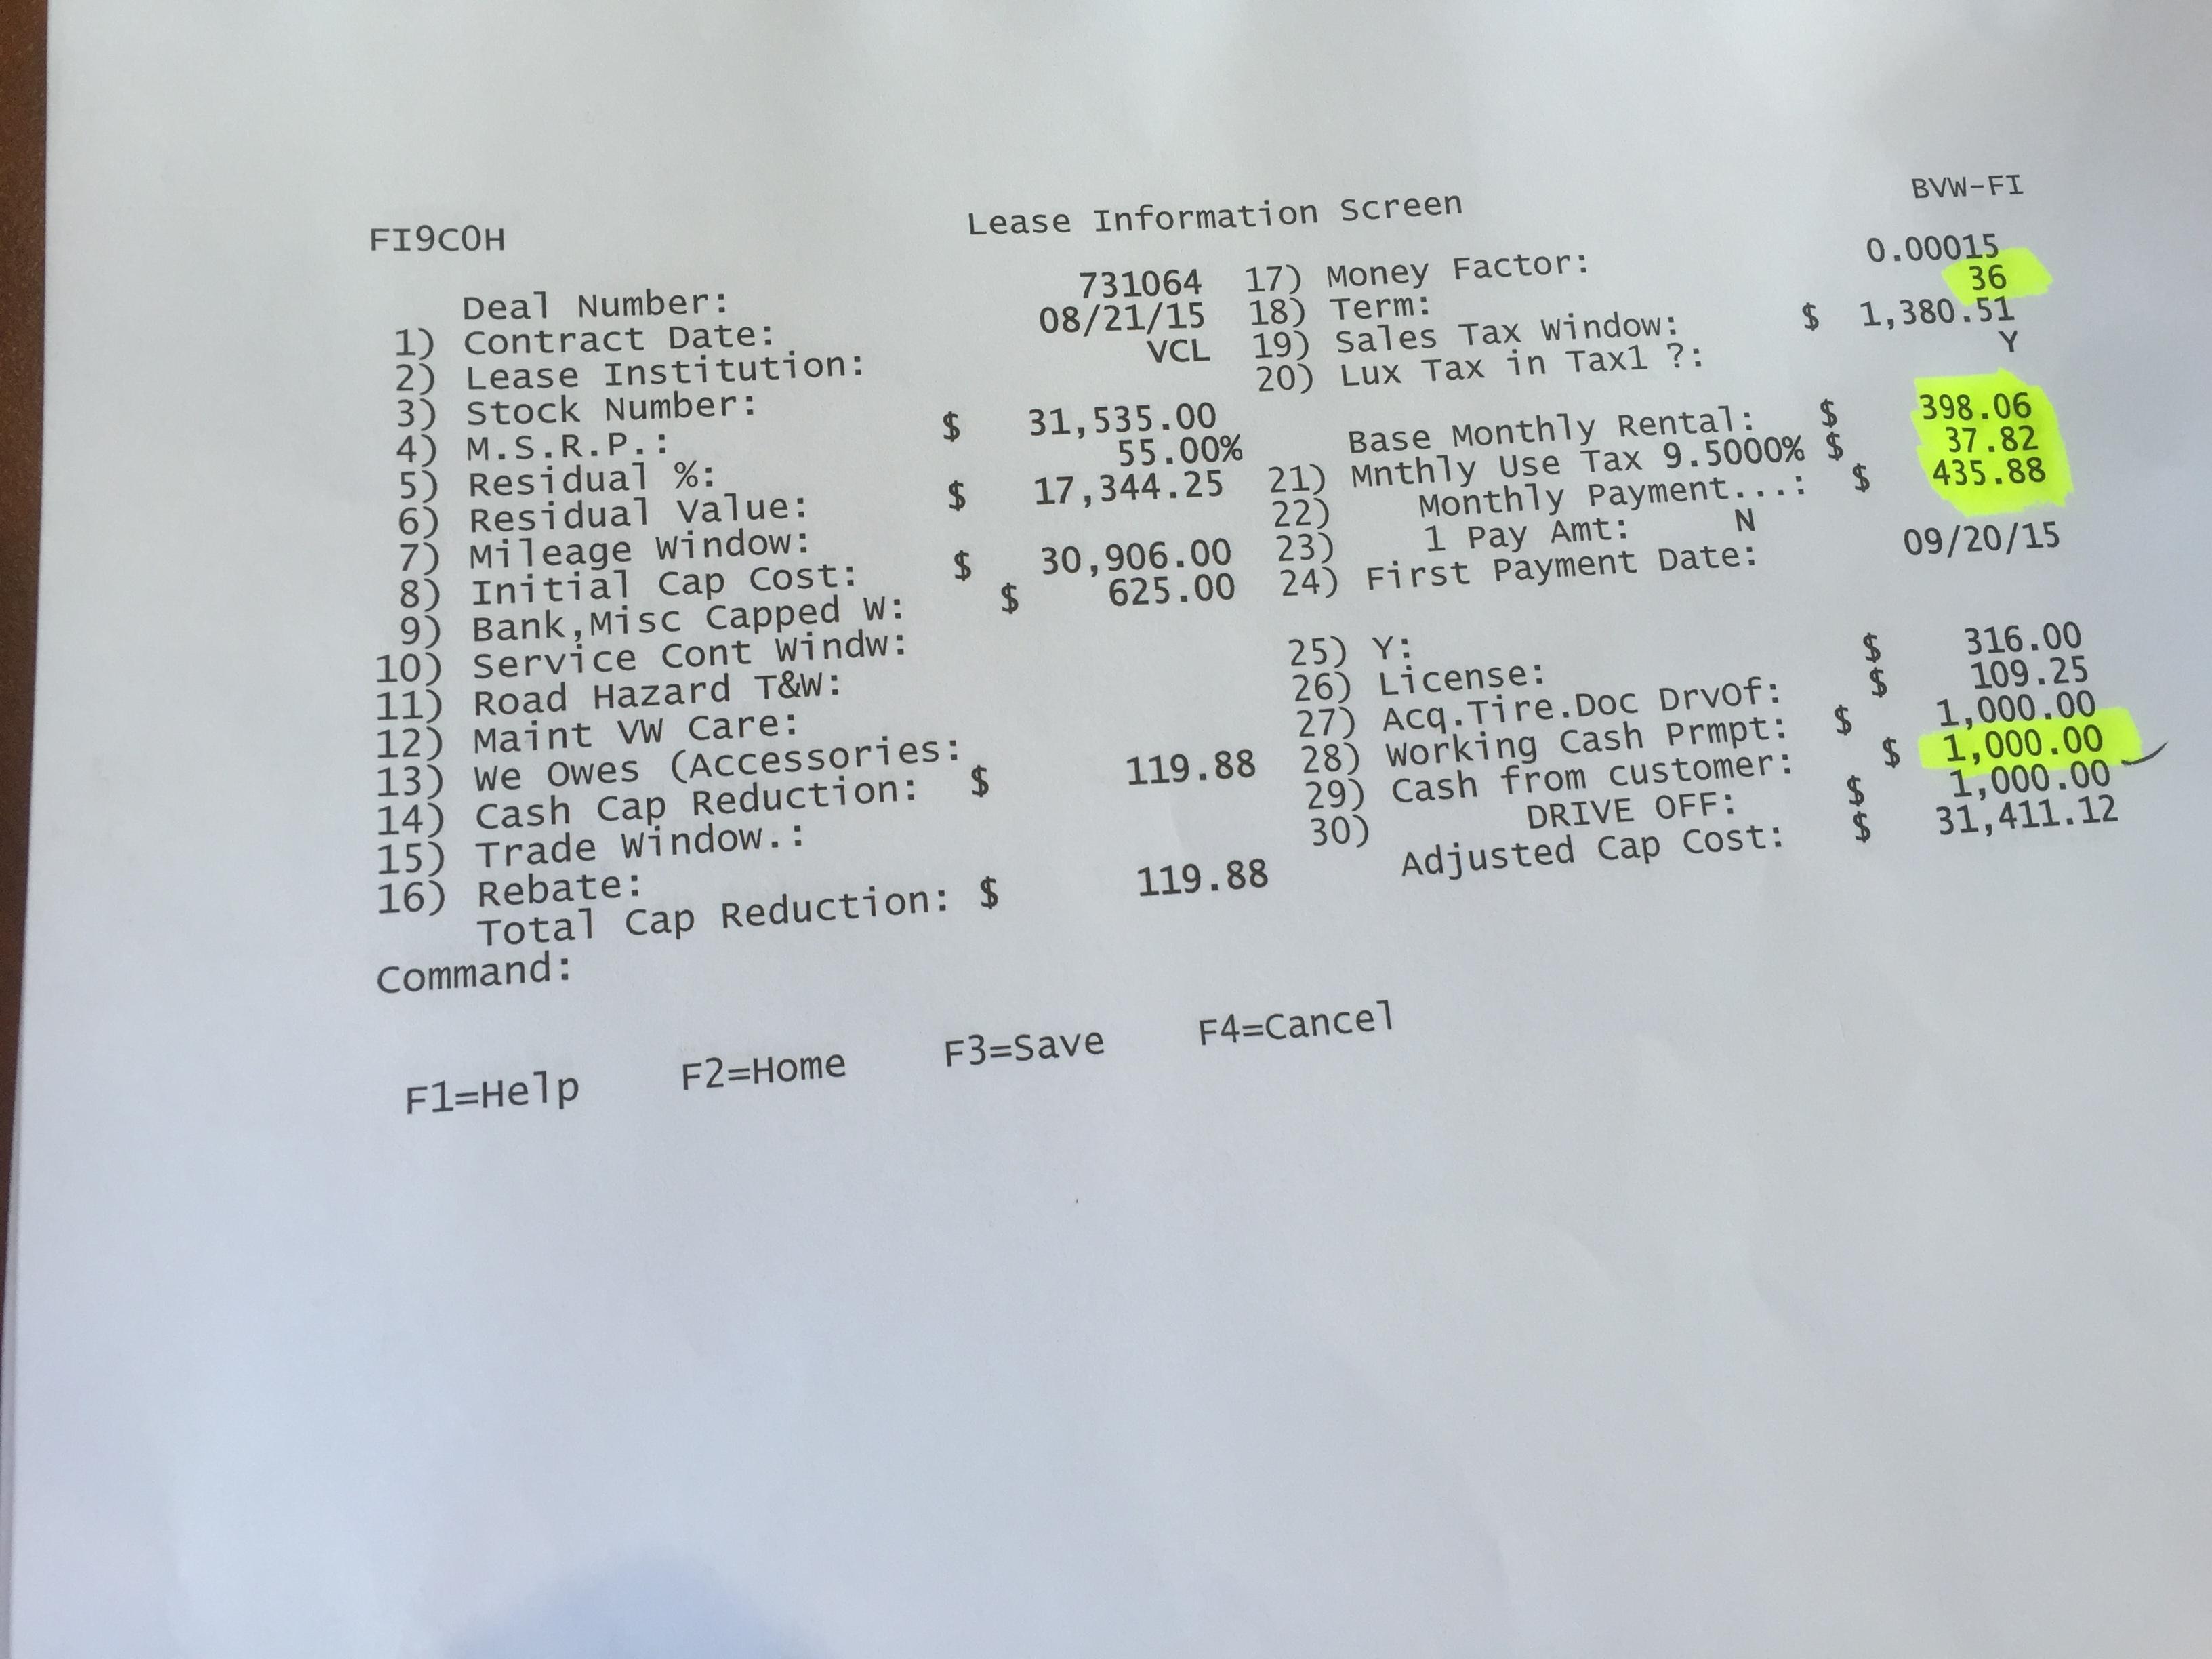 BVW-FI
FI9COH Lease Information Screen
Deal Number: 731064 17) Money Factor: 0.00015
1) Contract Date: 08/21/15 18) Term: 36
2) Lease Institution: VCL 19) Sales Tax Window: $ 1,380.51
3) Stock Number: 20) Lux Tax in Tax1 ?: Y
4) M.S.R.P.: $ 31,535.00
5) Residual %: 55.00% Base Monthly Rental: $ 398.06
6) Residual Value: $ 17,344.25 21) Mnthly Use Tax 9.5000% $ 37.82
7) Mileage Window: 22) Monthly Payment...: $ 435.88
8) Initial Cap Cost: $ 30,906.00 23) 1 Pay Amt: N
9) Bank,Misc Capped W: $ 625.00 24) First Payment Date: 09/20/15
10) Service Cont Windw:
11) Road Hazard T&W: 25) Y:
12) Maint VW Care: 26) License: $ 316.00
13) We Owes (Accessories: 27) Acq.Tire.Doc Drvof: $ 109.25
14) Cash Cap Reduction: $ 119.88 28) Working Cash Prmpt: $ 1,000.00
15) Trade Window.: 29) Cash from customer: $ 1,000.00
16) Rebate: 30) DRIVE OFF: $ 1,000.00
Total Cap Reduction: $ 119.88 Adjusted Cap Cost: $ 31,411.12
Command:
F1=Help F2=Home F3=Save F4=Cancel